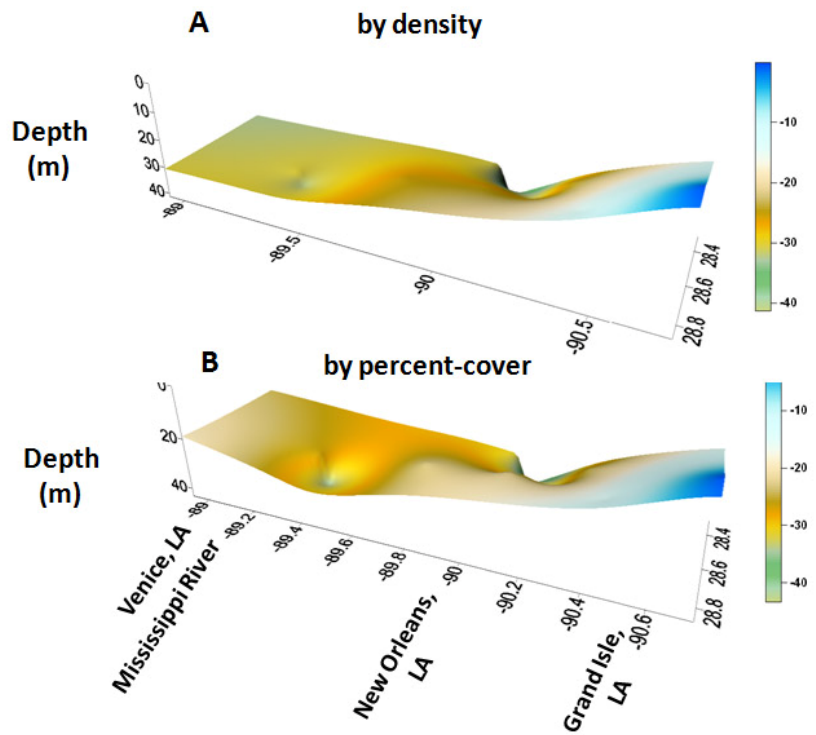 A
by density
Depth
(m)
0
10
20
30
40
-89
-89.5
-90
-90.5
28.4
28.6
28.8
-10
-20
-30
-40
B
by percent-cover
Depth
(m)
0
20
40
-89
-89.2
-89.4
-89.6
-89.8
-90
-90.2
-90.4
-90.6
28.4
28.6
28.8
-10
-20
-30
-40
Venice, LA
Mississippi River
New Orleans,
LA
Grand Isle,
LA